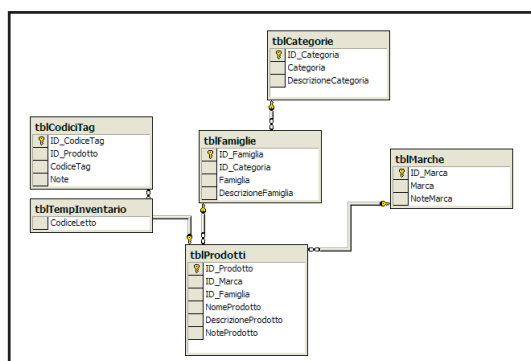 tblCategorie
ID_Categoria
Categoria
DescrizioneCategoria
tblCodiciTag
ID_CodiceTag
ID_Prodotto
CodiceTag
Note
tblFamiglie
ID_Famiglia
ID_Categoria
Famiglia
DescrizioneFamiglia
tblMarche
ID_Marca
Marca
NoteMarca
tblTempInventario
CodiceLetto
tblProdotti
ID_Prodotto
ID_Marca
ID_Famiglia
NomeProdotto
DescrizioneProdotto
NoteProdotto